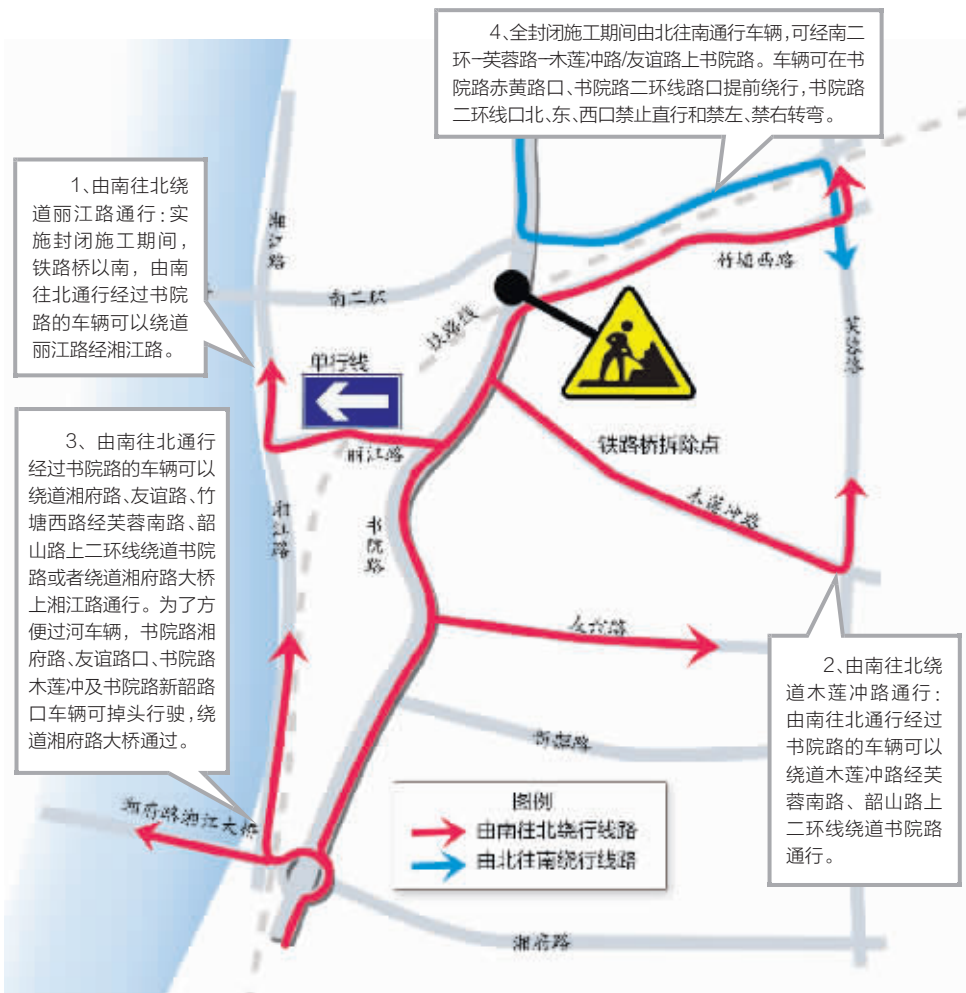 4、全封闭施工期间由北往南通行车辆,可经南二
环—芙蓉路—木莲冲路/友谊路上书院路。车辆可在书
院路赤黄路口、书院路二环线路口提前绕行,书院路
二环线口北、东、西口禁止直行和禁左、禁右转弯。
1、由南往北绕
道丽江路通行:实
施封闭施工期间,
铁路桥以南，由南
往北通行经过书院
路的车辆可以绕道
丽江路经湘江路。
湘江路
南二环
铁路线
竹塘西路
芙蓉路
单行线
丽江路
铁路桥拆除点
木莲冲路
3、由南往北通行
经过书院路的车辆可以
绕道湘府路、友谊路、竹
塘西路经芙蓉南路、韶
山路上二环线绕道书院
路或者绕道湘府路大桥
上湘江路通行。为了方
便过河车辆，书院路湘
府路、友谊路口、书院路
木莲冲及书院路新韶路
口车辆可掉头行驶,绕
道湘府路大桥通过。
湘江路
书院路
友谊路
新韶路
2、由南往北绕
道木莲冲路通行:
由南往北通行经过
书院路的车辆可以
绕道木莲冲路经芙
蓉南路、韶山路上
二环线绕道书院路
通行。
湘府路湘江大桥
图例
由南往北绕行线路
由北往南绕行线路
湘府路